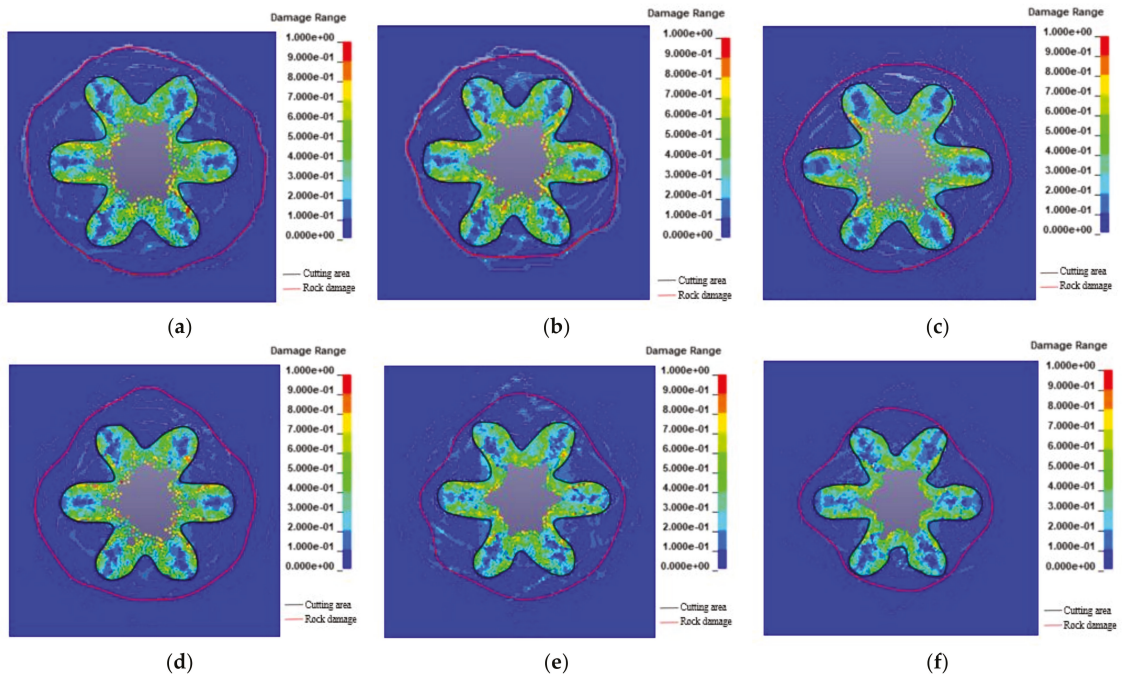 Damage Range
1.000e+00
9.000e-01
8.000e-01
7.000e-01
6.000e-01
5.000e-01
4.000e-01
3.000e-01
2.000e-01
1.000e-01
0.000e+00
Cutting area
Rock damage
(a)
Damage Range
1.000e+00
9.000e-01
8.000e-01
7.000e-01
6.000e-01
5.000e-01
4.000e-01
3.000e-01
2.000e-01
1.000e-01
0.000e+00
Cutting area
Rock damage
(b)
Damage Range
1.000e+00
9.000e-01
8.000e-01
7.000e-01
6.000e-01
5.000e-01
4.000e-01
3.000e-01
2.000e-01
1.000e-01
0.000e+00
Cutting area
Rock damage
(c)
Damage Range
1.000e+00
9.000e-01
8.000e-01
7.000e-01
6.000e-01
5.000e-01
4.000e-01
3.000e-01
2.000e-01
1.000e-01
0.000e+00
Cutting area
Rock damage
(d)
Damage Range
1.000e+00
9.000e-01
8.000e-01
7.000e-01
6.000e-01
5.000e-01
4.000e-01
3.000e-01
2.000e-01
1.000e-01
0.000e+00
Cutting area
Rock damage
(e)
Damage Range
1.000e+00
9.000e-01
8.000e-01
7.000e-01
6.000e-01
5.000e-01
4.000e-01
3.000e-01
2.000e-01
1.000e-01
0.000e+00
Cutting area
Rock damage
(f)